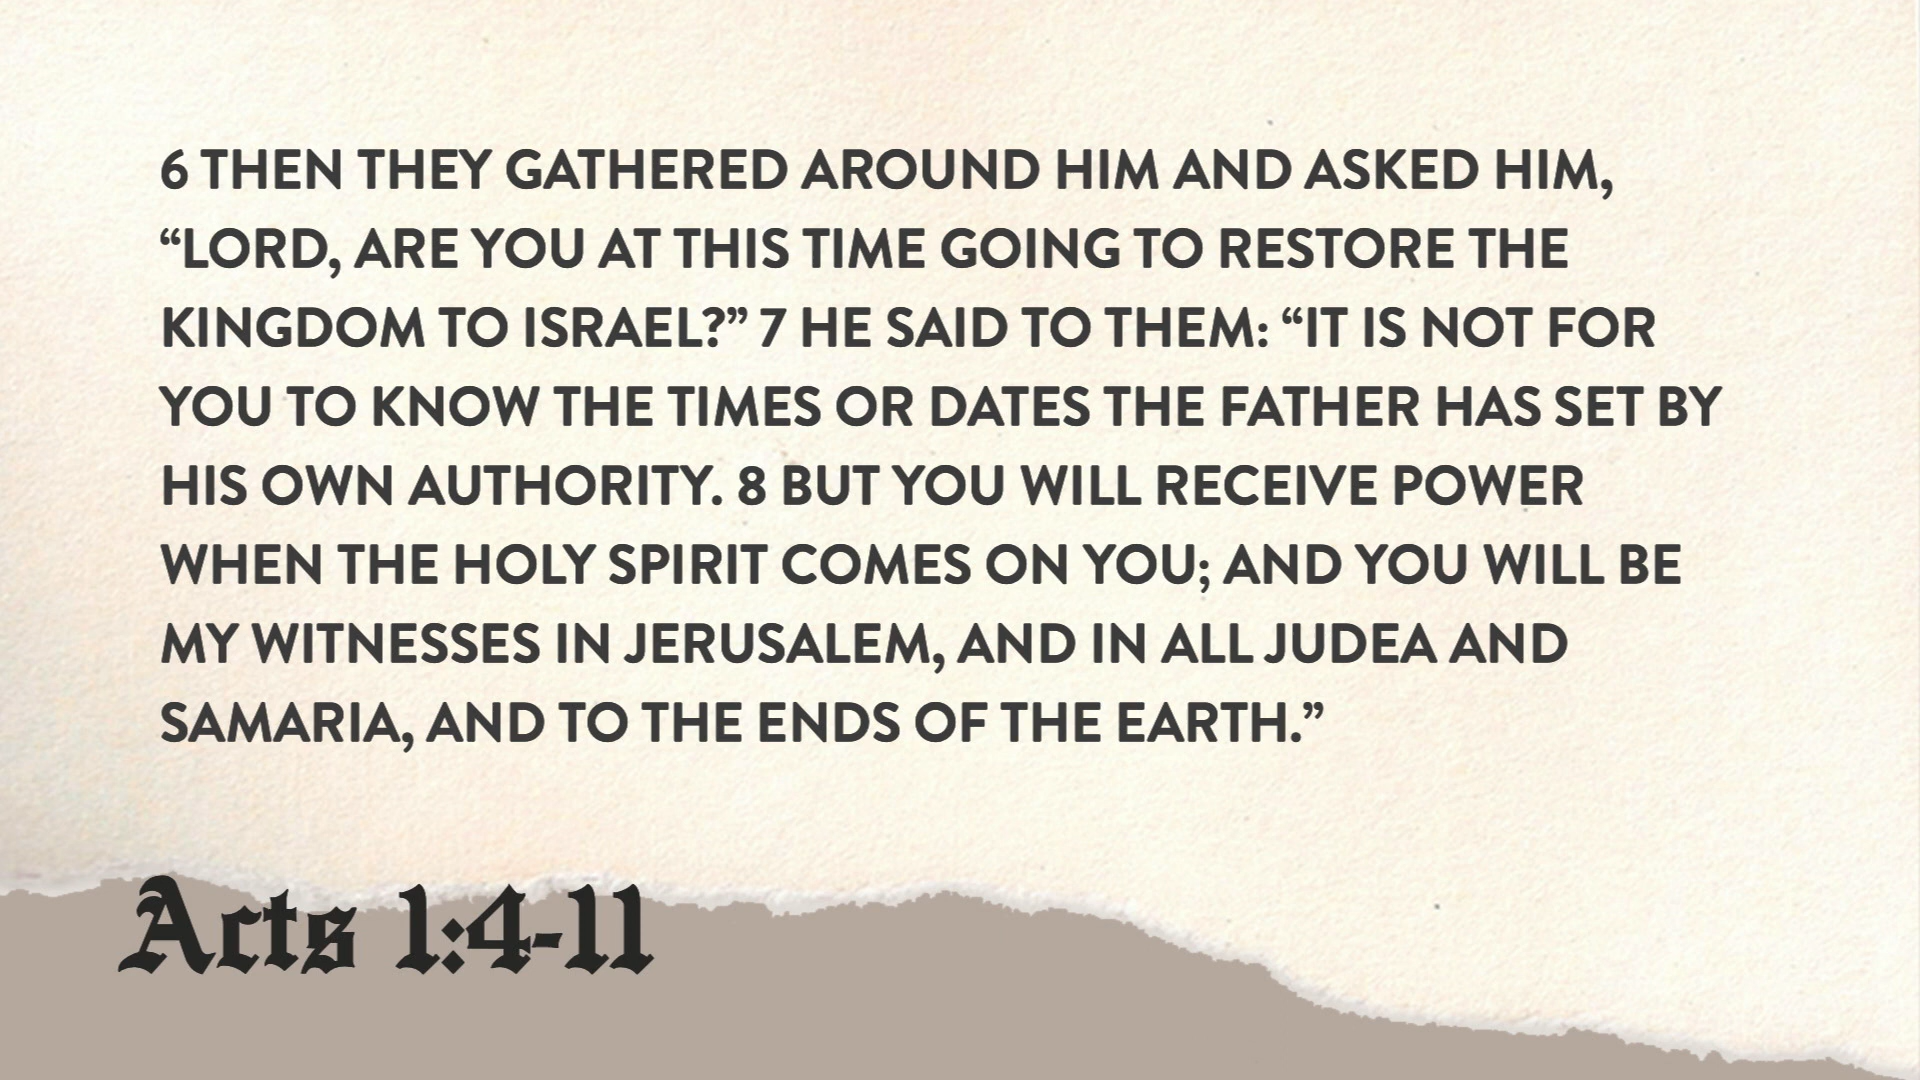 6 THEN THEY GATHERED AROUND HIM AND ASKED HIM,
“LORD, ARE YOU AT THIS TIME GOING TO RESTORE THE
KINGDOM TO ISRAEL?” 7 HE SAID TO THEM: “IT IS NOT FOR
YOU TO KNOW THE TIMES OR DATES THE FATHER HAS SET BY
HIS OWN AUTHORITY. 8 BUT YOU WILL RECEIVE POWER
WHEN THE HOLY SPIRIT COMES ON YOU; AND YOU WILL BE
MY WITNESSES IN JERUSALEM, AND IN ALL JUDEA AND
SAMARIA, AND TO THE ENDS OF THE EARTH.”
Acts 1:4-11